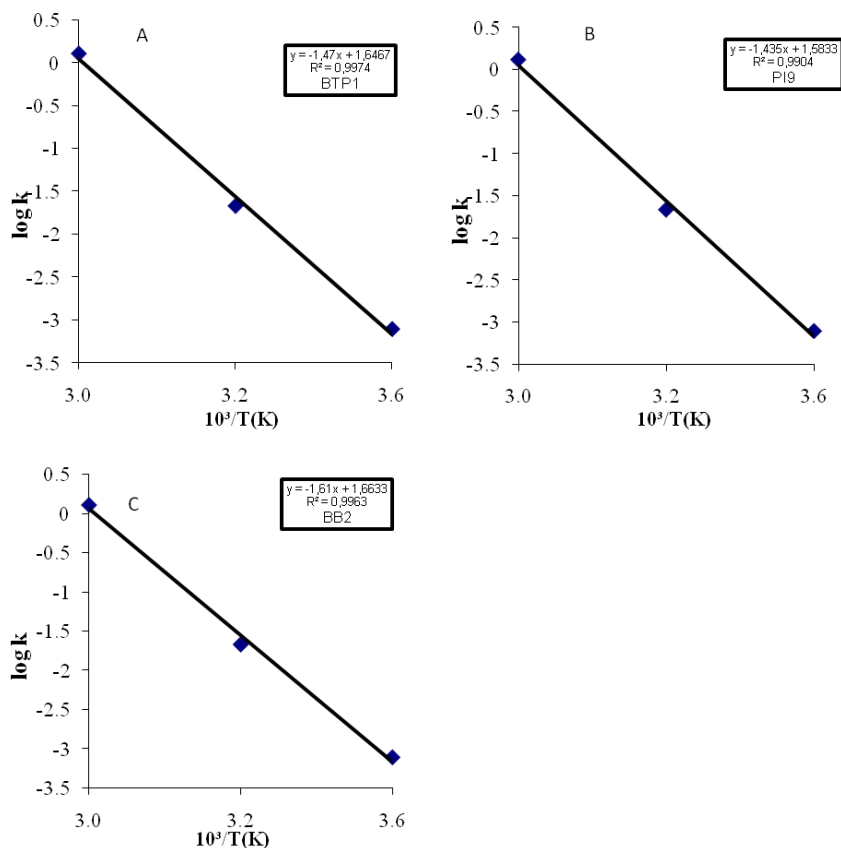 A
y = -1,47x + 1,6467
R² = 0,9974
BTP1
0.5
0
-0.5
-1
-1.5
-2
-2.5
-3
-3.5
log k
3.0 3.2 3.6
10³/T(K)
B
y = -1,435x + 1,5833
R² = 0,9904
PI9
0.5
0
-0.5
-1
-1.5
-2
-2.5
-3
-3.5
log k
3.0 3.2 3.6
10³/T(K)
C
y = -1,61x + 1,6633
R² = 0,9963
BB2
0.5
0
-0.5
-1
-1.5
-2
-2.5
-3
-3.5
log k
3.0 3.2 3.6
10³/T(K)